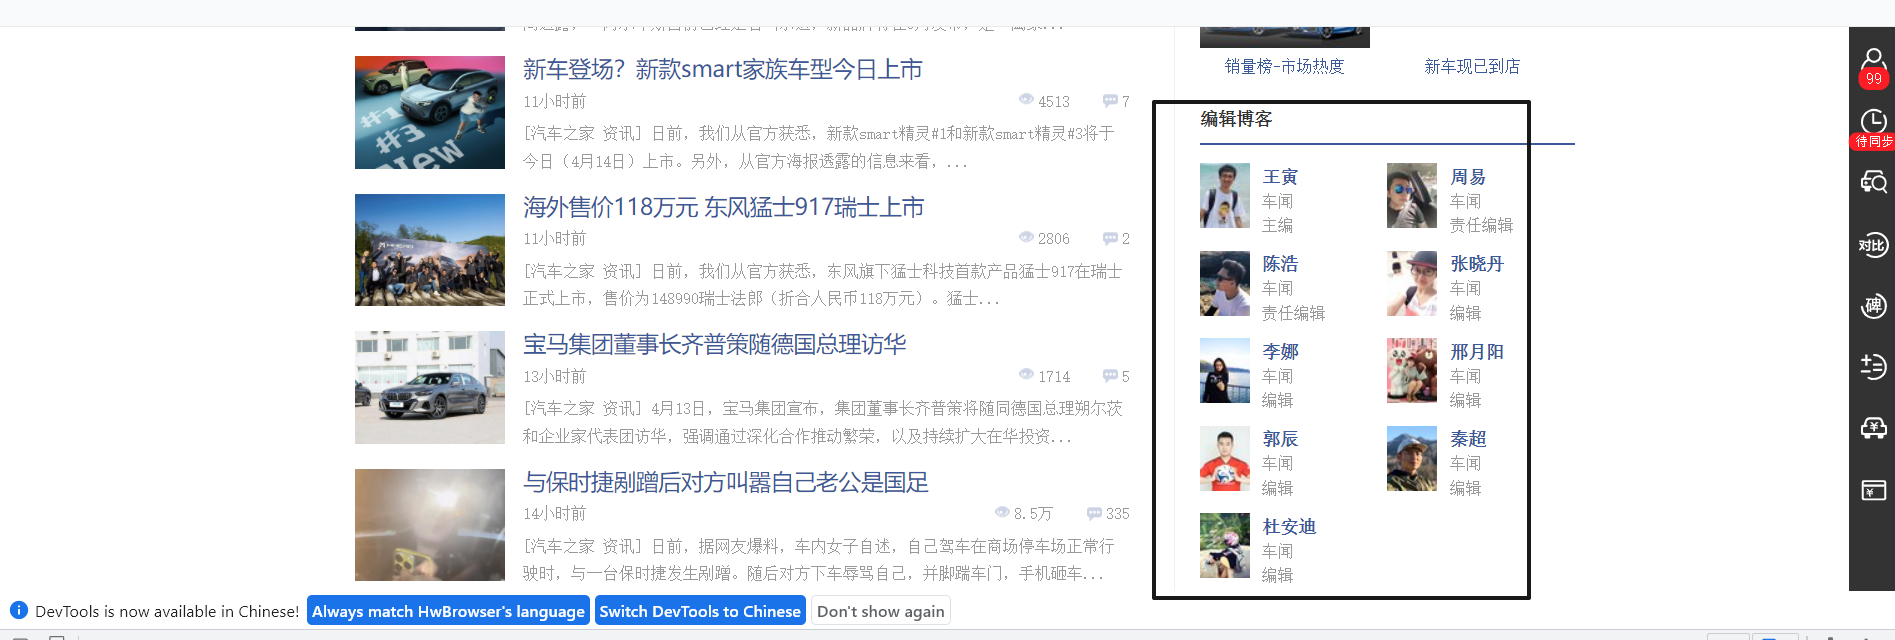 新车登场？新款smart家族车型今日上市
11小时前
4513
7
[汽车之家 资讯] 日前，我们从官方获悉，新款smart精灵#1和新款smart精灵#3将于
今日（4月14日）上市。另外，从官方海报透露的信息来看，...
海外售价118万元 东风猛士917瑞士上市
11小时前
2806
2
[汽车之家 资讯] 日前，我们从官方获悉，东风旗下猛士科技首款产品猛士917在瑞士
正式上市，售价为148990瑞士法郎（折合人民币118万元）。猛士...
宝马集团董事长齐普策随德国总理访华
13小时前
1714
5
[汽车之家 资讯] 4月13日，宝马集团宣布，集团董事长齐普策将随同德国总理朔尔茨
和企业家代表团访华，强调通过深化合作推动繁荣，以及持续扩大在华投资...
与保时捷剐蹭后对方叫嚣自己老公是国足
14小时前
8.5万
335
[汽车之家 资讯] 日前，据网友爆料，车内女子自述，自己驾车在商场停车场正常行
驶时，与一台保时捷发生剐蹭。随后对方下车辱骂自己，并脚踹车门，手机砸车...
#1
#3
New
销量榜-市场热度
新车现已到店
编辑博客
王寅
车闻
主编
周易
车闻
责任编辑
陈浩
车闻
责任编辑
张晓丹
车闻
编辑
李娜
车闻
编辑
邢月阳
车闻
编辑
郭辰
车闻
编辑
秦超
车闻
编辑
杜安迪
车闻
编辑
99
待同步
对比
碑
DevTools is now available in Chinese!
Always match HwBrowser's language
Switch DevTools to Chinese
Don't show again